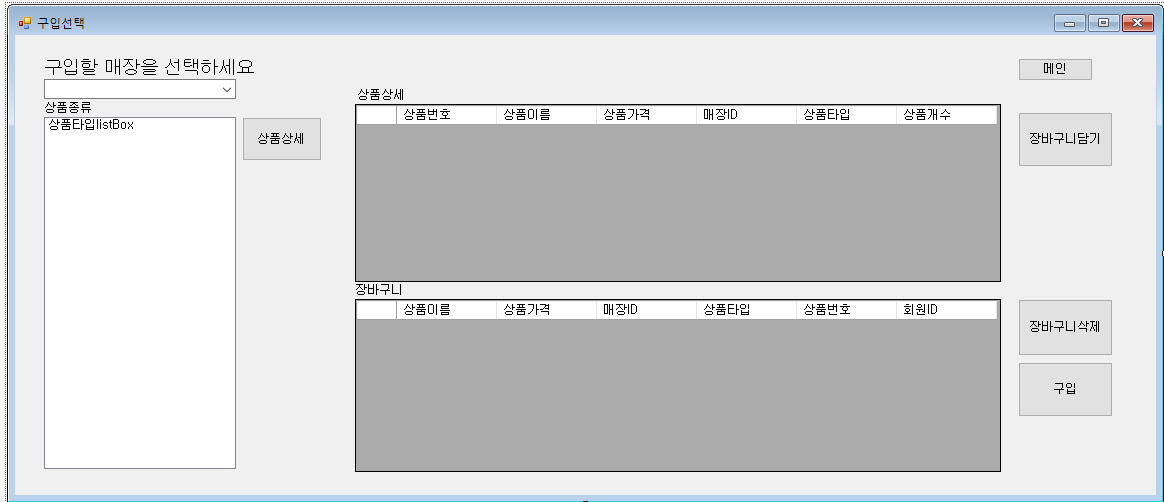 구입선택
구입할 매장을 선택하세요
메인
상품종류
상품타입listBox
상품상세
상품상세
상품번호 상품이름 상품가격 매장ID 상품타입 상품개수
장바구니담기
장바구니
상품이름 상품가격 매장ID 상품타입 상품번호 회원ID
장바구니삭제
구입